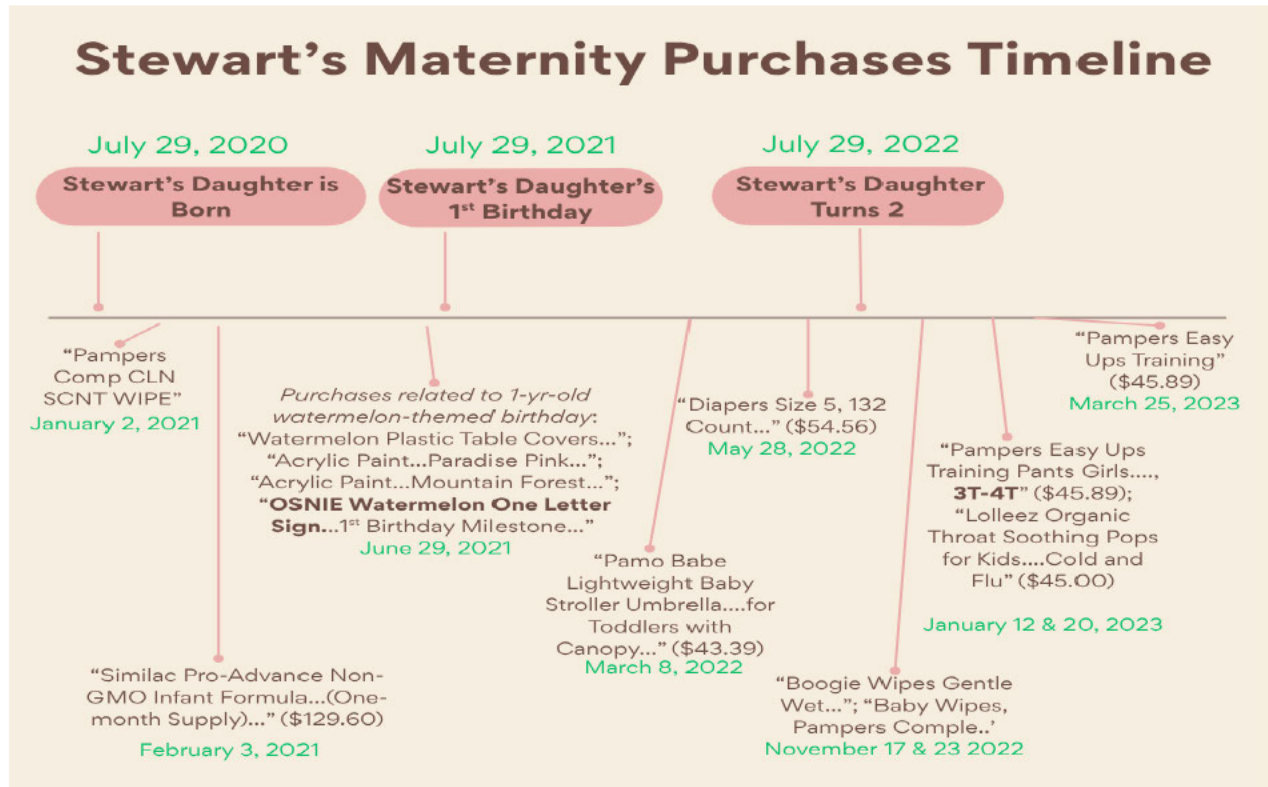 Stewart's Maternity Purchases Timeline
July 29, 2020
Stewart's Daughter is
Born
July 29, 2021
Stewart's Daughter's
1st Birthday
July 29, 2022
Stewart's Daughter
Turns 2
"Pampers
Comp CLN
SCNT WIPE"
January 2, 2021
"Similac Pro-Advance Non-
GMO Infant Formula...(One-
month Supply)..." ($129.60)
February 3, 2021
Purchases related to 1-yr-old
watermelon-themed birthday:
"Watermelon Plastic Table Covers...";
"Acrylic Paint...Paradise Pink...";
"Acrylic Paint...Mountain Forest...";
"OSNIE Watermelon One Letter
Sign...1st Birthday Milestone..."
June 29, 2021
"Pamo Babe
Lightweight Baby
Stroller Umbrella....for
Toddlers with
Canopy..." ($43.39)
March 8, 2022
"Diapers Size 5, 132
Count..." ($54.56)
May 28, 2022
"Boogie Wipes Gentle
Wet..."; "Baby Wipes,
Pampers Comple..'
November 17 & 23 2022
"Pampers Easy Ups
Training Pants Girls....,
3T-4T" ($45.89);
"Lolleez Organic
Throat Soothing Pops
for Kids....Cold and
Flu" ($45.00)
January 12 & 20, 2023
"Pampers Easy
Ups Training"
($45.89)
March 25, 2023